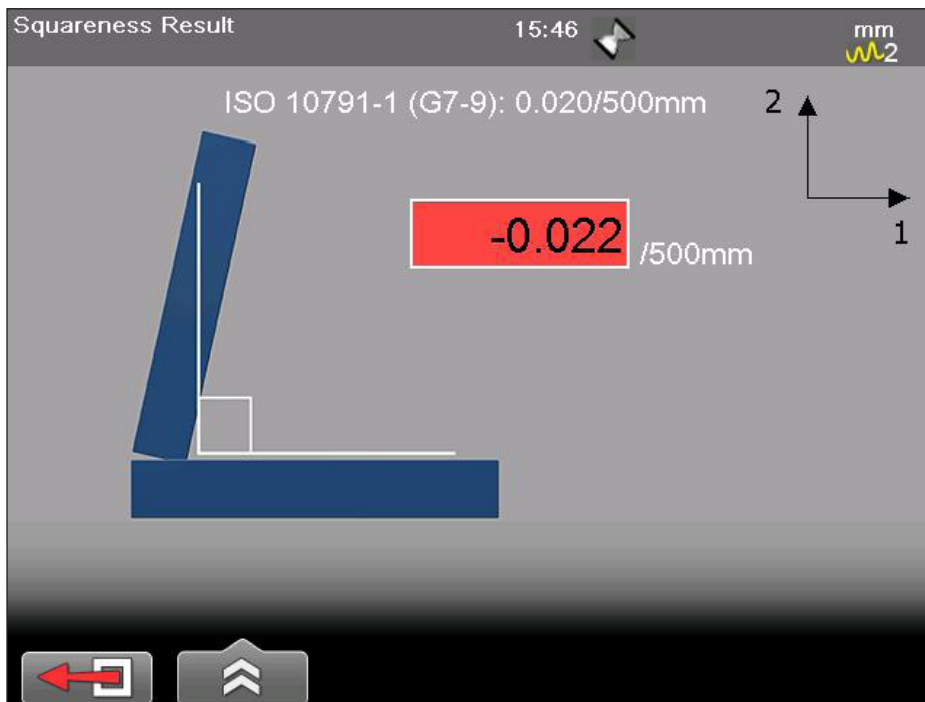 Squareness Result
15:46
mm
2
ISO 10791-1 (G7-9): 0.020/500mm
2
-0.022
/500mm
1